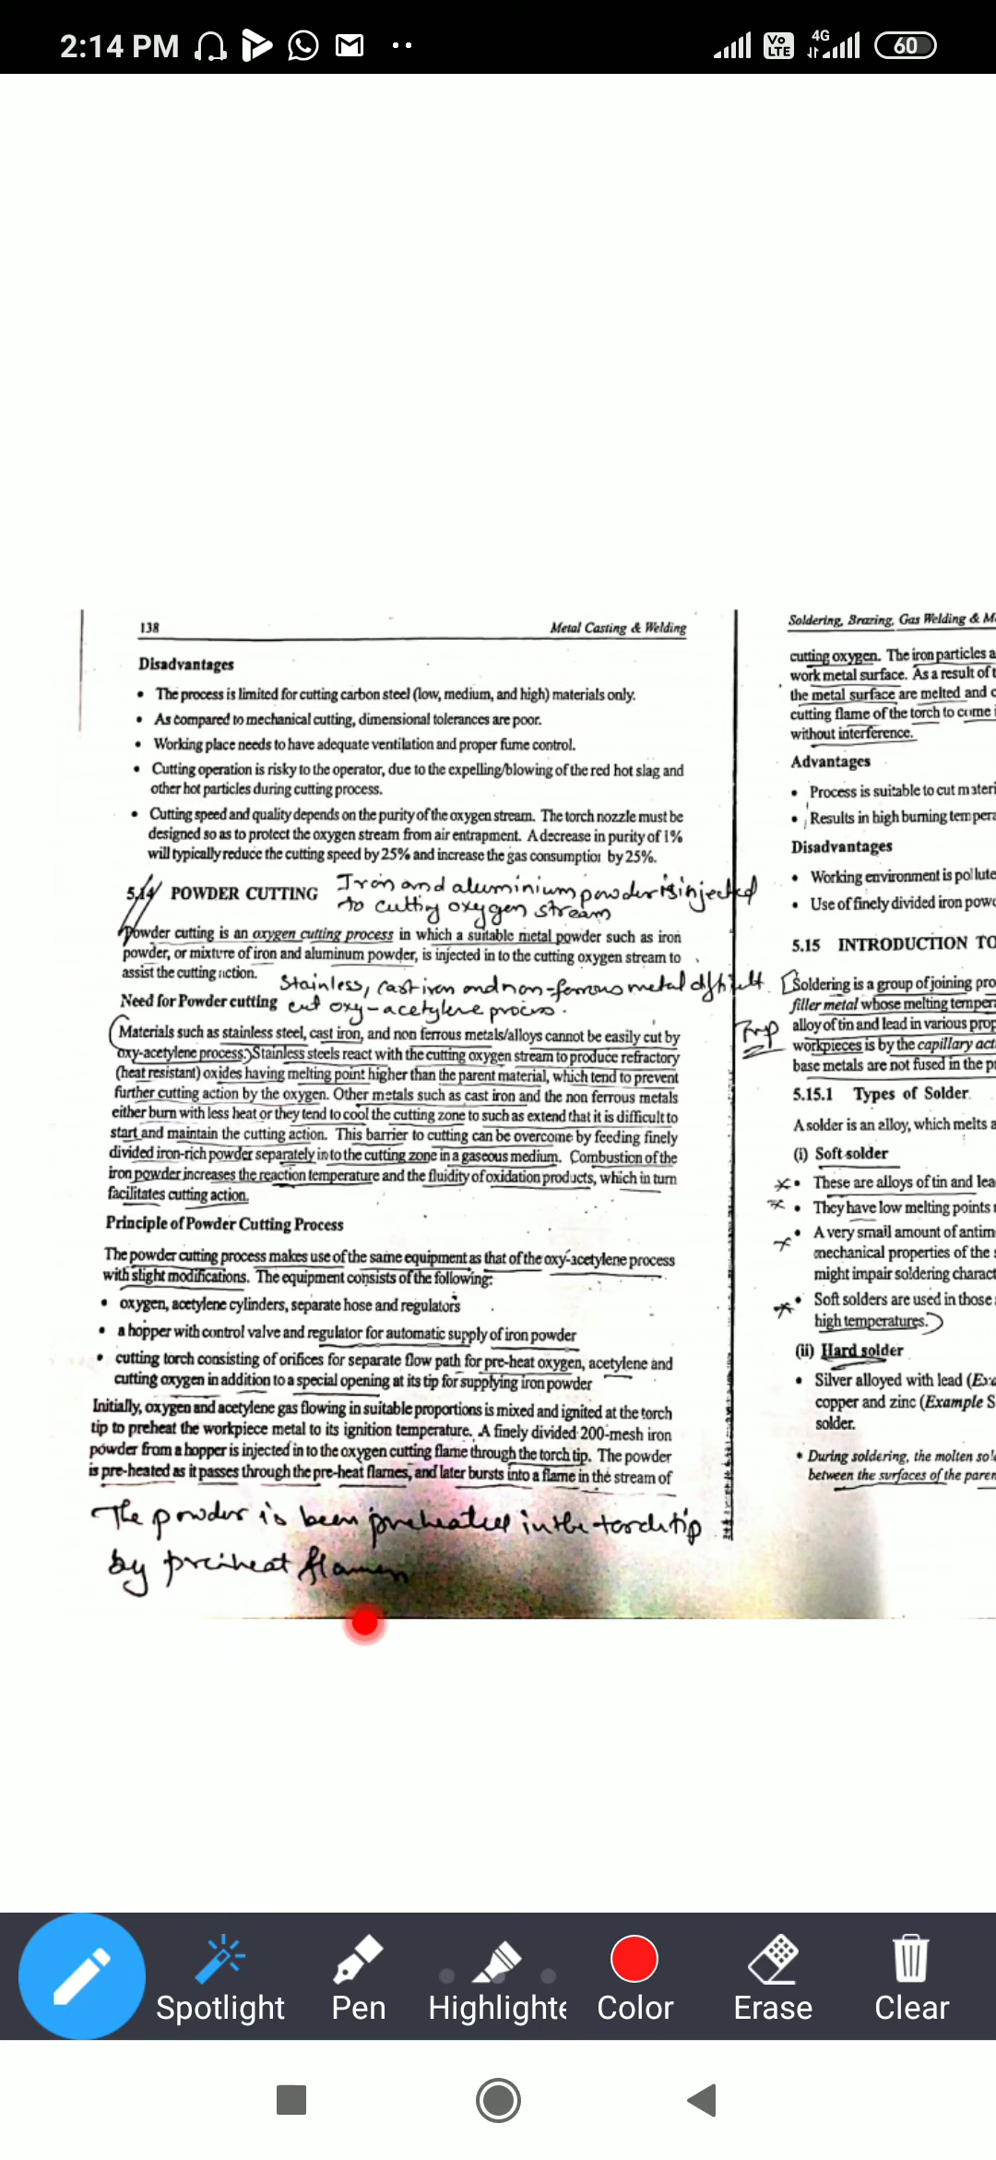 2:14 PM
Vo LTE
4G
60
138 Metal Casting & Welding
Disadvantages
• The process is limited for cutting carbon steel (low, medium, and high) materials only.
• As compared to mechanical cutting, dimensional tolerances are poor.
• Working place needs to have adequate ventilation and proper fume control.
• Cutting operation is risky to the operator, due to the expelling/blowing of the red hot slag and
other hot particles during cutting process.
• Cutting speed and quality depends on the purity of the oxygen stream. The torch nozzle must be
designed so as to protect the oxygen stream from air entrapment. A decrease in purity of 1%
will typically reduce the cutting speed by 25% and increase the gas consumption by 25%.
Iron and aluminium powder is injected
5.14 POWDER CUTTING
to cutting oxygen stream
Powder cutting is an oxygen cutting process in which a suitable metal powder such as iron
powder, or mixture of iron and aluminum powder, is injected in to the cutting oxygen stream to
assist the cutting action.
Stainless, cast iron and non-ferrous metal difficult
Need for Powder cutting cut oxy-acetylene process.
Materials such as stainless steel, cast iron, and non ferrous metals/alloys cannot be easily cut by
oxy-acetylene process. Stainless steels react with the cutting oxygen stream to produce refractory
(heat resistant) oxides having melting point higher than the parent material, which tend to prevent
further cutting action by the oxygen. Other metals such as cast iron and the non ferrous metals
either burn with less heat or they tend to cool the cutting zone to such as extend that it is difficult to
start and maintain the cutting action. This barrier to cutting can be overcome by feeding finely
divided iron-rich powder separately in to the cutting zone in a gaseous medium. Combustion of the
iron powder increases the reaction temperature and the fluidity of oxidation products, which in turn
facilitates cutting action.
Principle of Powder Cutting Process
The powder cutting process makes use of the same equipment as that of the oxy-acetylene process
with slight modifications. The equipment consists of the following:
• oxygen, acetylene cylinders, separate hose and regulators
• a hopper with control valve and regulator for automatic supply of iron powder
• cutting torch consisting of orifices for separate flow path for pre-heat oxygen, acetylene and
cutting oxygen in addition to a special opening at its tip for supplying iron powder
Initially, oxygen and acetylene gas flowing in suitable proportions is mixed and ignited at the torch
tip to preheat the workpiece metal to its ignition temperature. A finely divided 200-mesh iron
powder from a hopper is injected in to the oxygen cutting flame through the torch tip. The powder
is pre-heated as it passes through the pre-heat flames, and later bursts into a flame in the stream of
The powder is been preheated in the torch tip
by preheat flames
Soldering, Brazing, Gas Welding & M
cutting oxygen. The iron particles a
work metal surface. As a result of t
the metal surface are melted and c
cutting flame of the torch to come i
without interference.
Advantages
• Process is suitable to cut materi
• Results in high burning tempera
Disadvantages
• Working environment is pollute
• Use of finely divided iron powd
5.15 INTRODUCTION TO
Soldering is a group of joining pro
filler metal whose melting temper
alloy of tin and lead in various prop
workpieces is by the capillary act
base metals are not fused in the p
5.15.1 Types of Solder
A solder is an alloy, which melts a
(i) Soft solder
• These are alloys of tin and lea
• They have low melting points
• A very small amount of antim
mechanical properties of the s
might impair soldering charact
• Soft solders are used in those
high temperatures.
(ii) Hard solder
• Silver alloyed with lead (Exa
copper and zinc (Example S
solder.
* During soldering, the molten sol
between the surfaces of the paren
Spotlight
Pen
Highlighte
Color
Erase
Clear